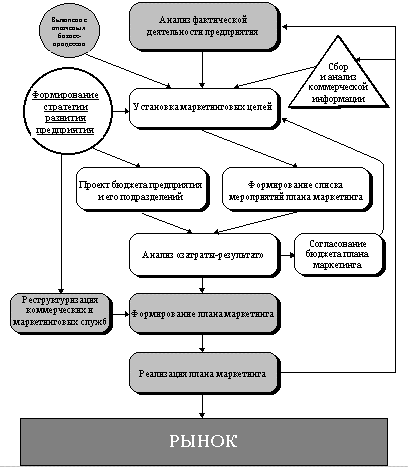 Анализ фактической
деятельности предприятия
Сбор
и анализ
коммерческой
информации
Формирование
стратегии
развития
предприятия
Установка маркетинговых целей
Проект бюджета предприятия
и его подразделений
Формирование списка
мероприятий плана маркетинга
Анализ «затраты-результат»
Согласование
бюджета плана
маркетинга
Реструктуризация
коммерческих и
маркетинговых служб
Формирование плана маркетинга
Реализация плана маркетинга
РЫНОК